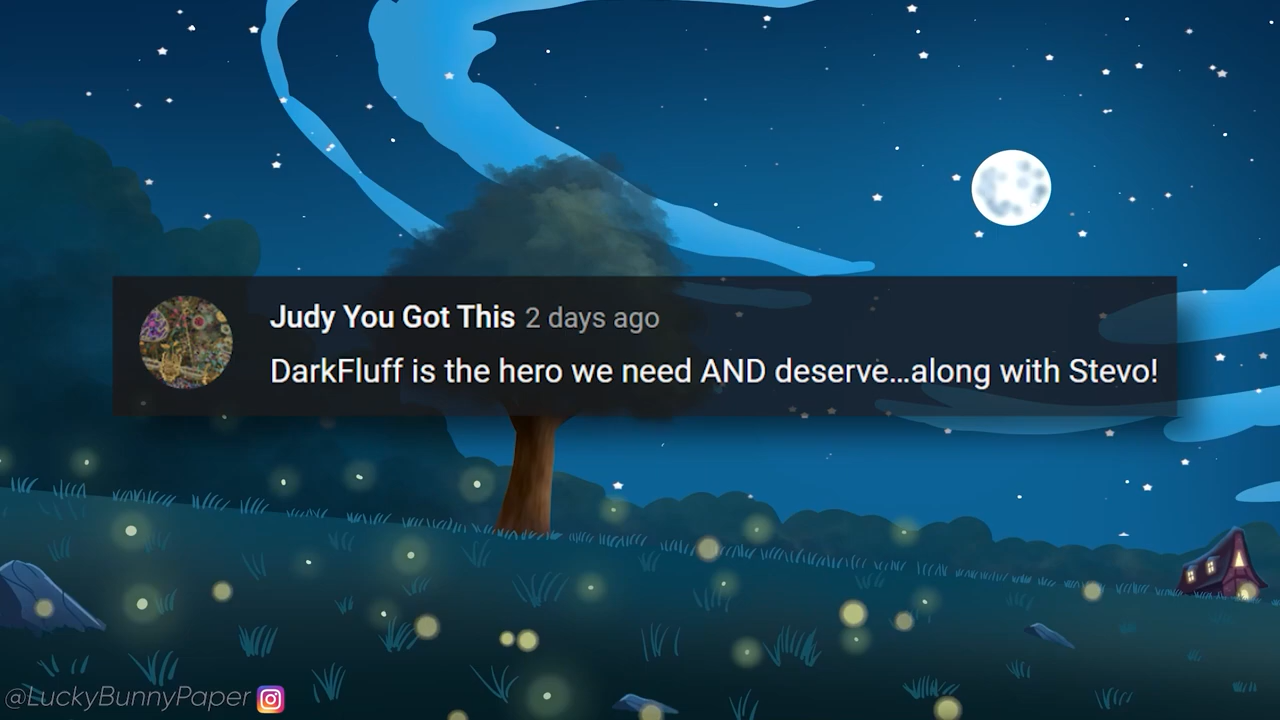 Judy You Got This 2 days ago
DarkFluff is the hero we need AND deserve...along with Stevo!
@LuckyBunnyPaper